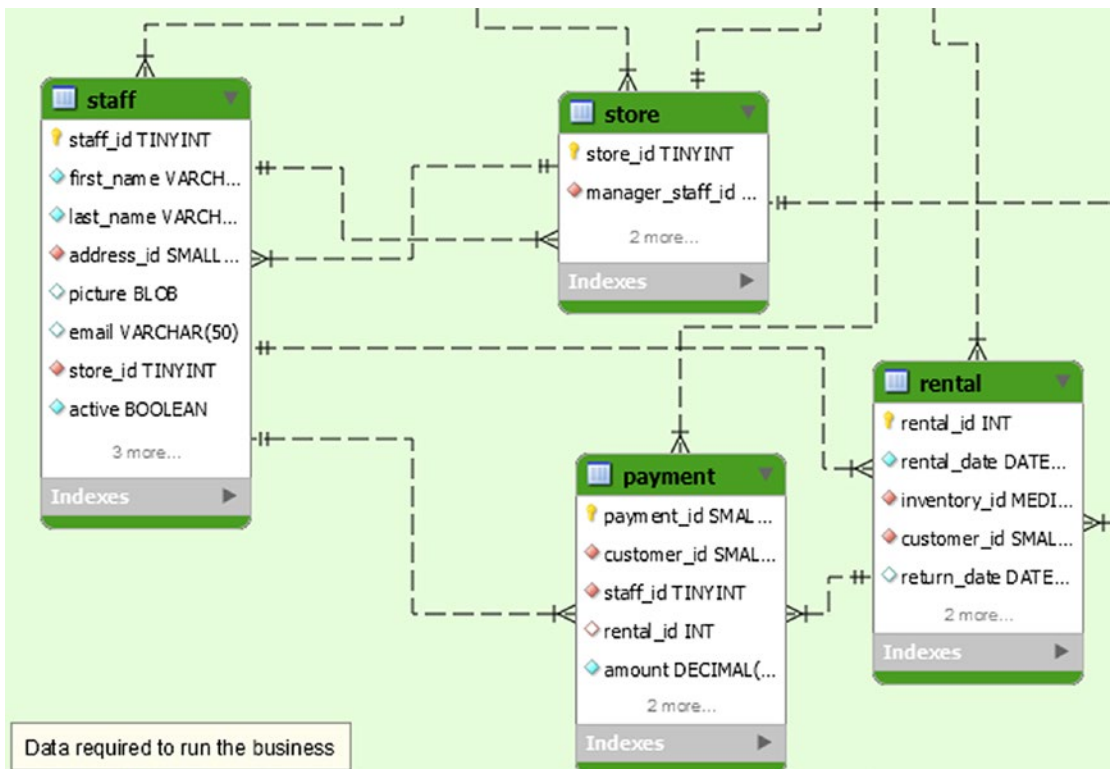 staff
staff_id TINYINT
first_name VARCH...
last_name VARCH...
address_id SMALL...
picture BLOB
email VARCHAR(50)
store_id TINYINT
active BOOLEAN
3 more...
Indexes
store
store_id TINYINT
manager_staff_id ...
2 more...
Indexes
payment
payment_id SMAL...
customer_id SMAL...
staff_id TINYINT
rental_id INT
amount DECIMAL(...
2 more...
Indexes
rental
rental_id INT
rental_date DATE...
inventory_id MEDI...
customer_id SMAL...
return_date DATE...
2 more...
Indexes
Data required to run the business